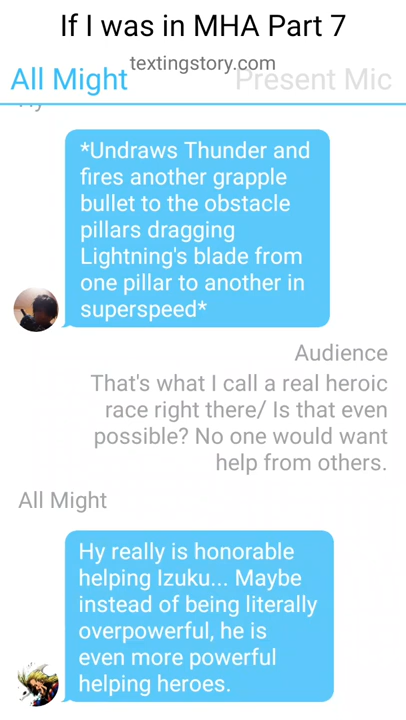 If I was in MHA Part 7
textingstory.com
All Might Present Mic
*Undraws Thunder and
fires another grapple
bullet to the obstacle
pillars dragging
Lightning's blade from
one pillar to another in
superspeed*
Audience
That's what I call a real heroic
race right there/ Is that even
possible? No one would want
help from others.
All Might
Hy really is honorable
helping Izuku... Maybe
instead of being literally
overpowerful, he is
even more powerful
helping heroes.